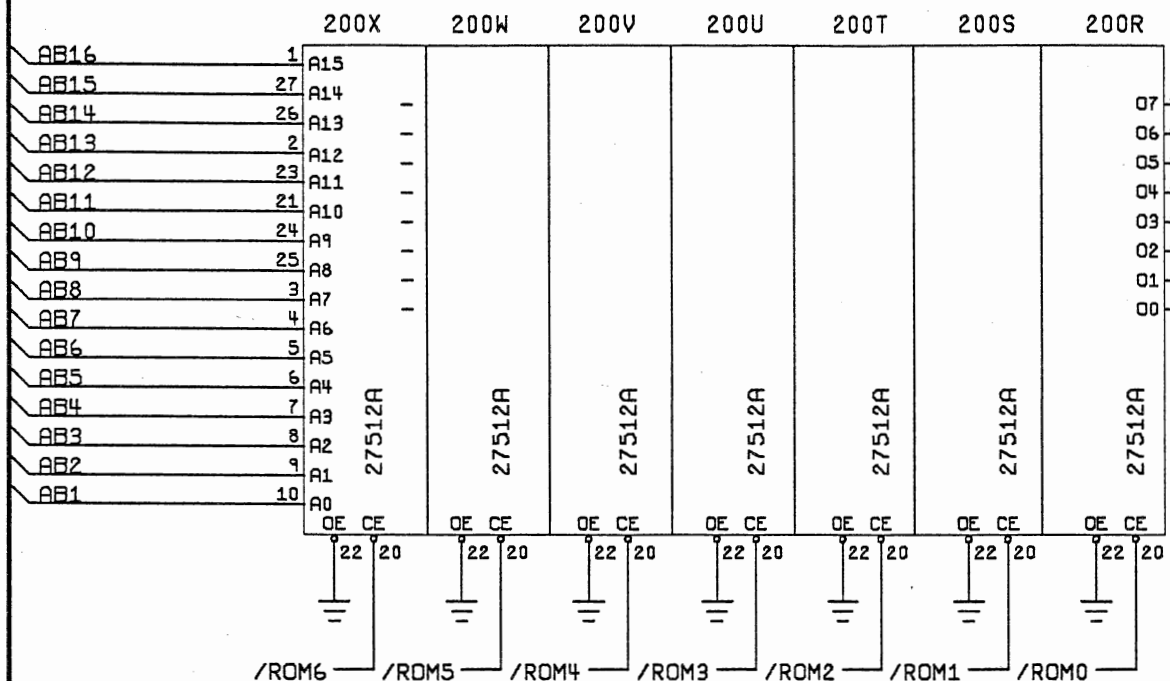 200X 200W 200V 200U 200T 200S 200R
AB16 1 A15
AB15 27 A14
AB14 26 A13 O7
AB13 2 A12 O6
AB12 23 A11 O5
AB11 21 A10 O4
AB10 24 A9 O3
AB9 25 A8 O2
AB8 3 A7 O1
AB7 4 A6 O0
AB6 5 A5
AB5 6 A4
AB4 7 A3
AB3 8 A2
AB2 9 A1
AB1 10 A0
27512A 27512A 27512A 27512A 27512A 27512A 27512A
OE CE OE CE OE CE OE CE OE CE OE CE OE CE
22 20 22 20 22 20 22 20 22 20 22 20 22 20
/ROM6 /ROM5 /ROM4 /ROM3 /ROM2 /ROM1 /ROM0